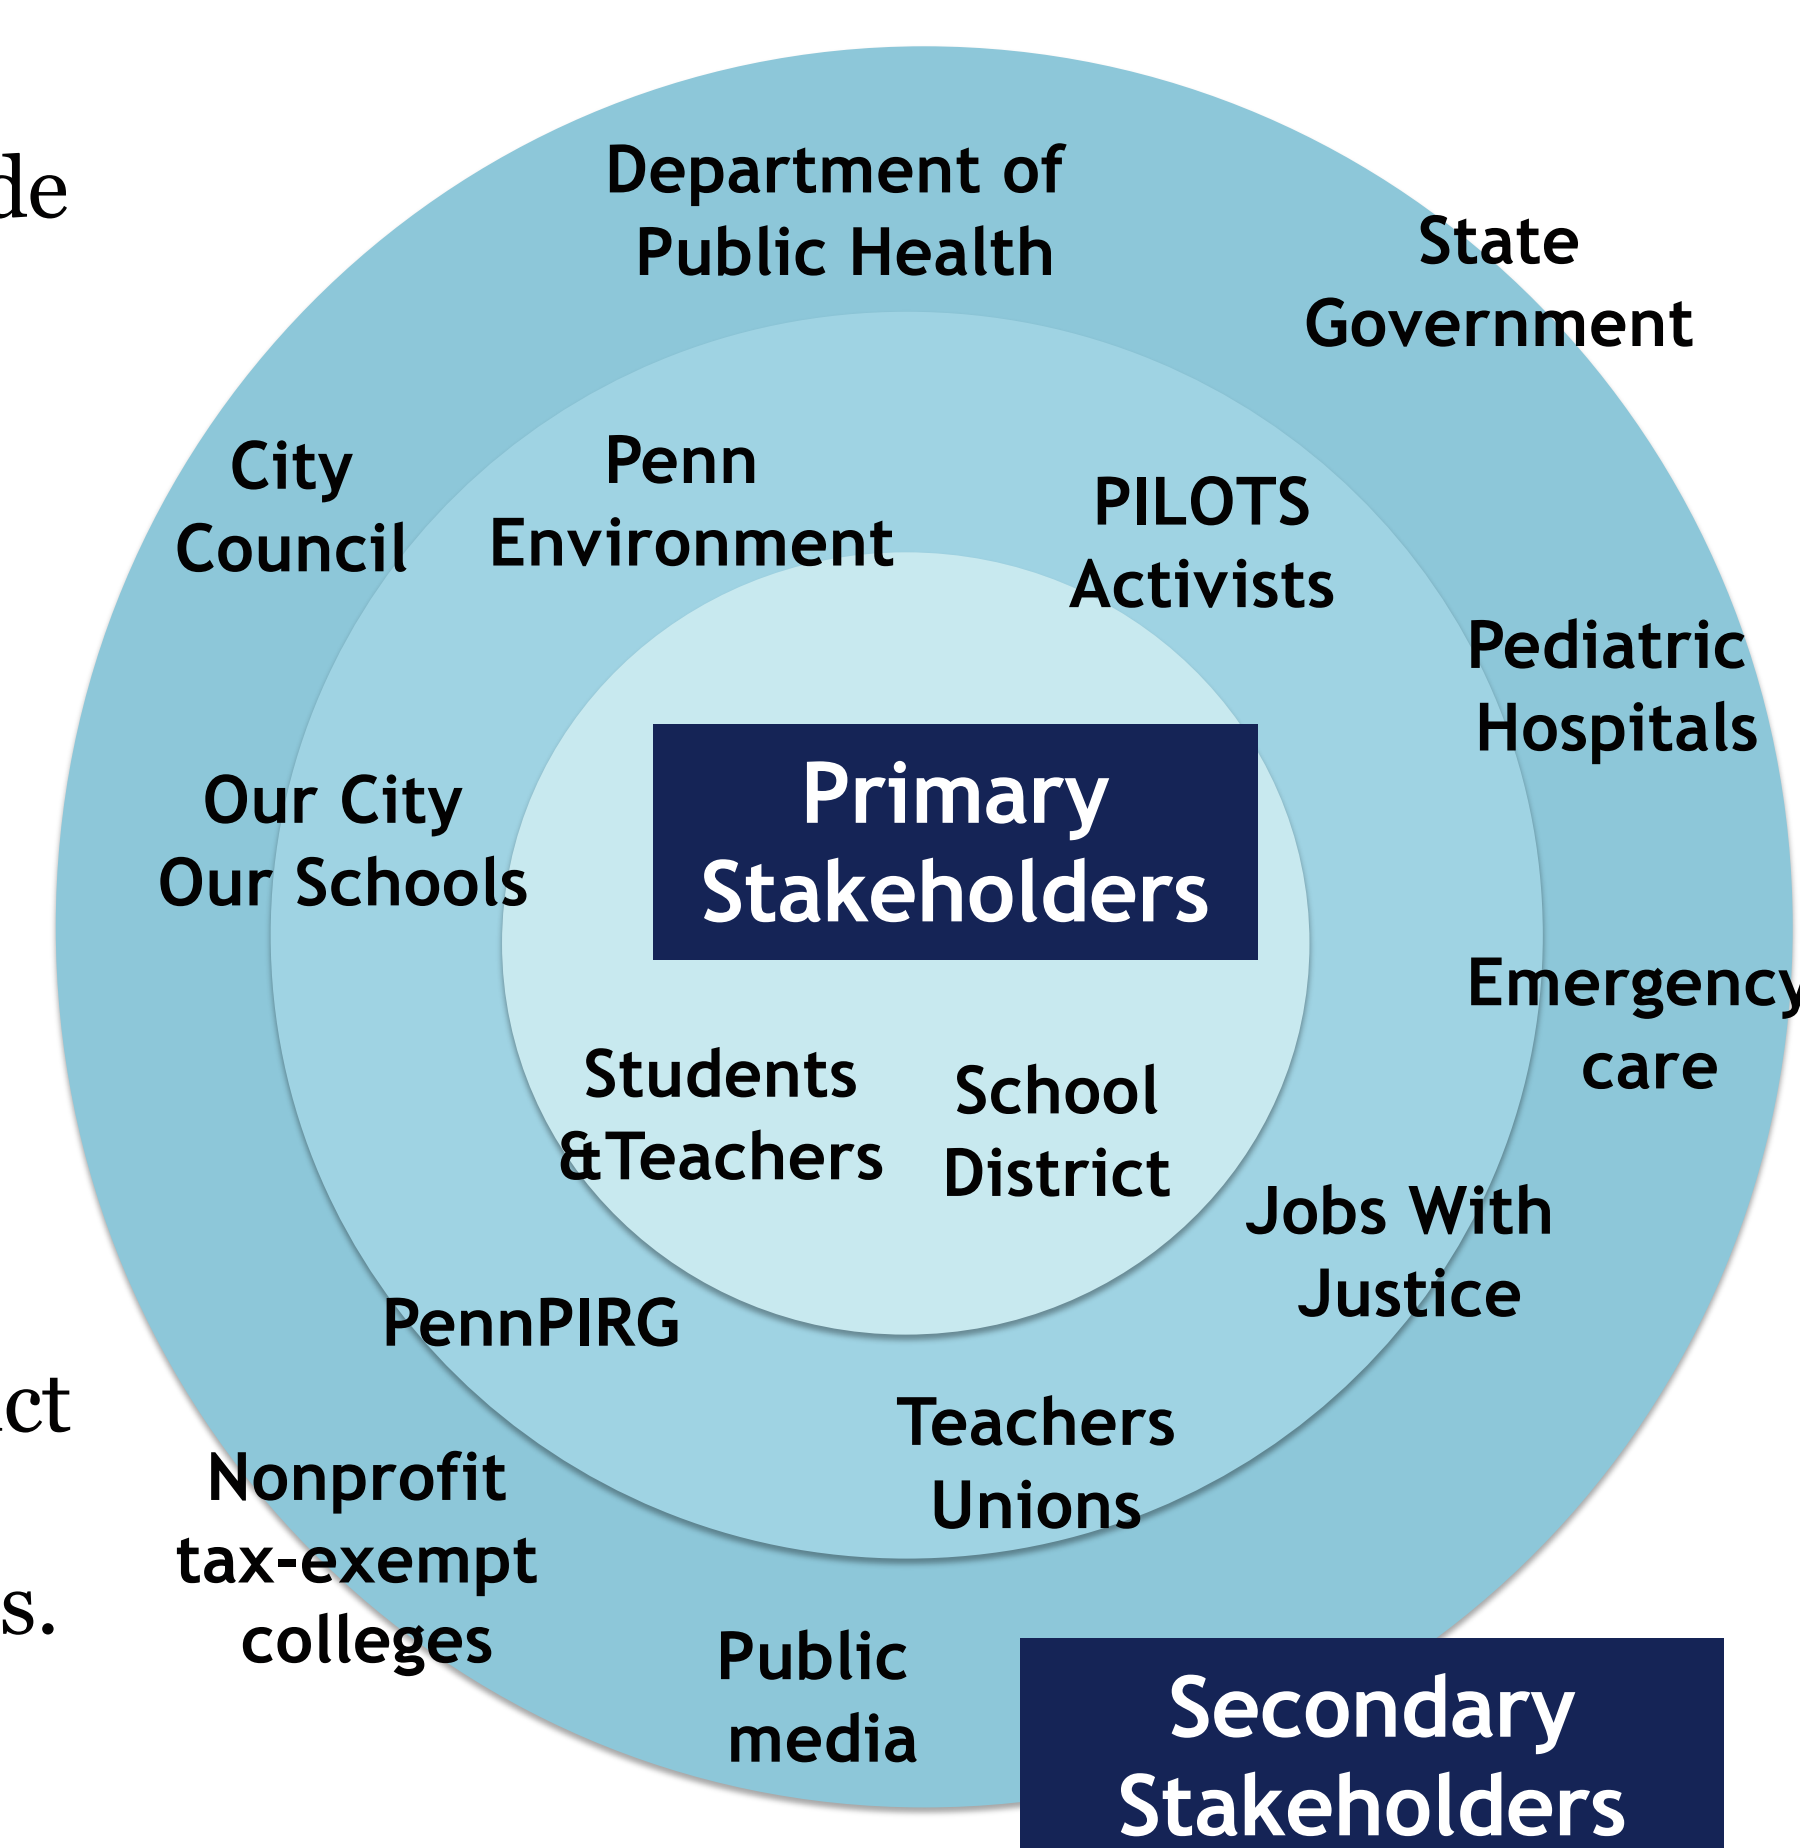 de
ct
s.
Department of
Public Health
State
Government
City
Council
Penn
Environment
PILOTS
Activists
Pediatric
Hospitals
Our City
Our Schools
Primary
Stakeholders
Emergency
care
Students
&Teachers
School
District
Jobs With
Justice
PennPIRG
Teachers
Unions
Nonprofit
tax-exempt
colleges
Public
media
Secondary
Stakeholders